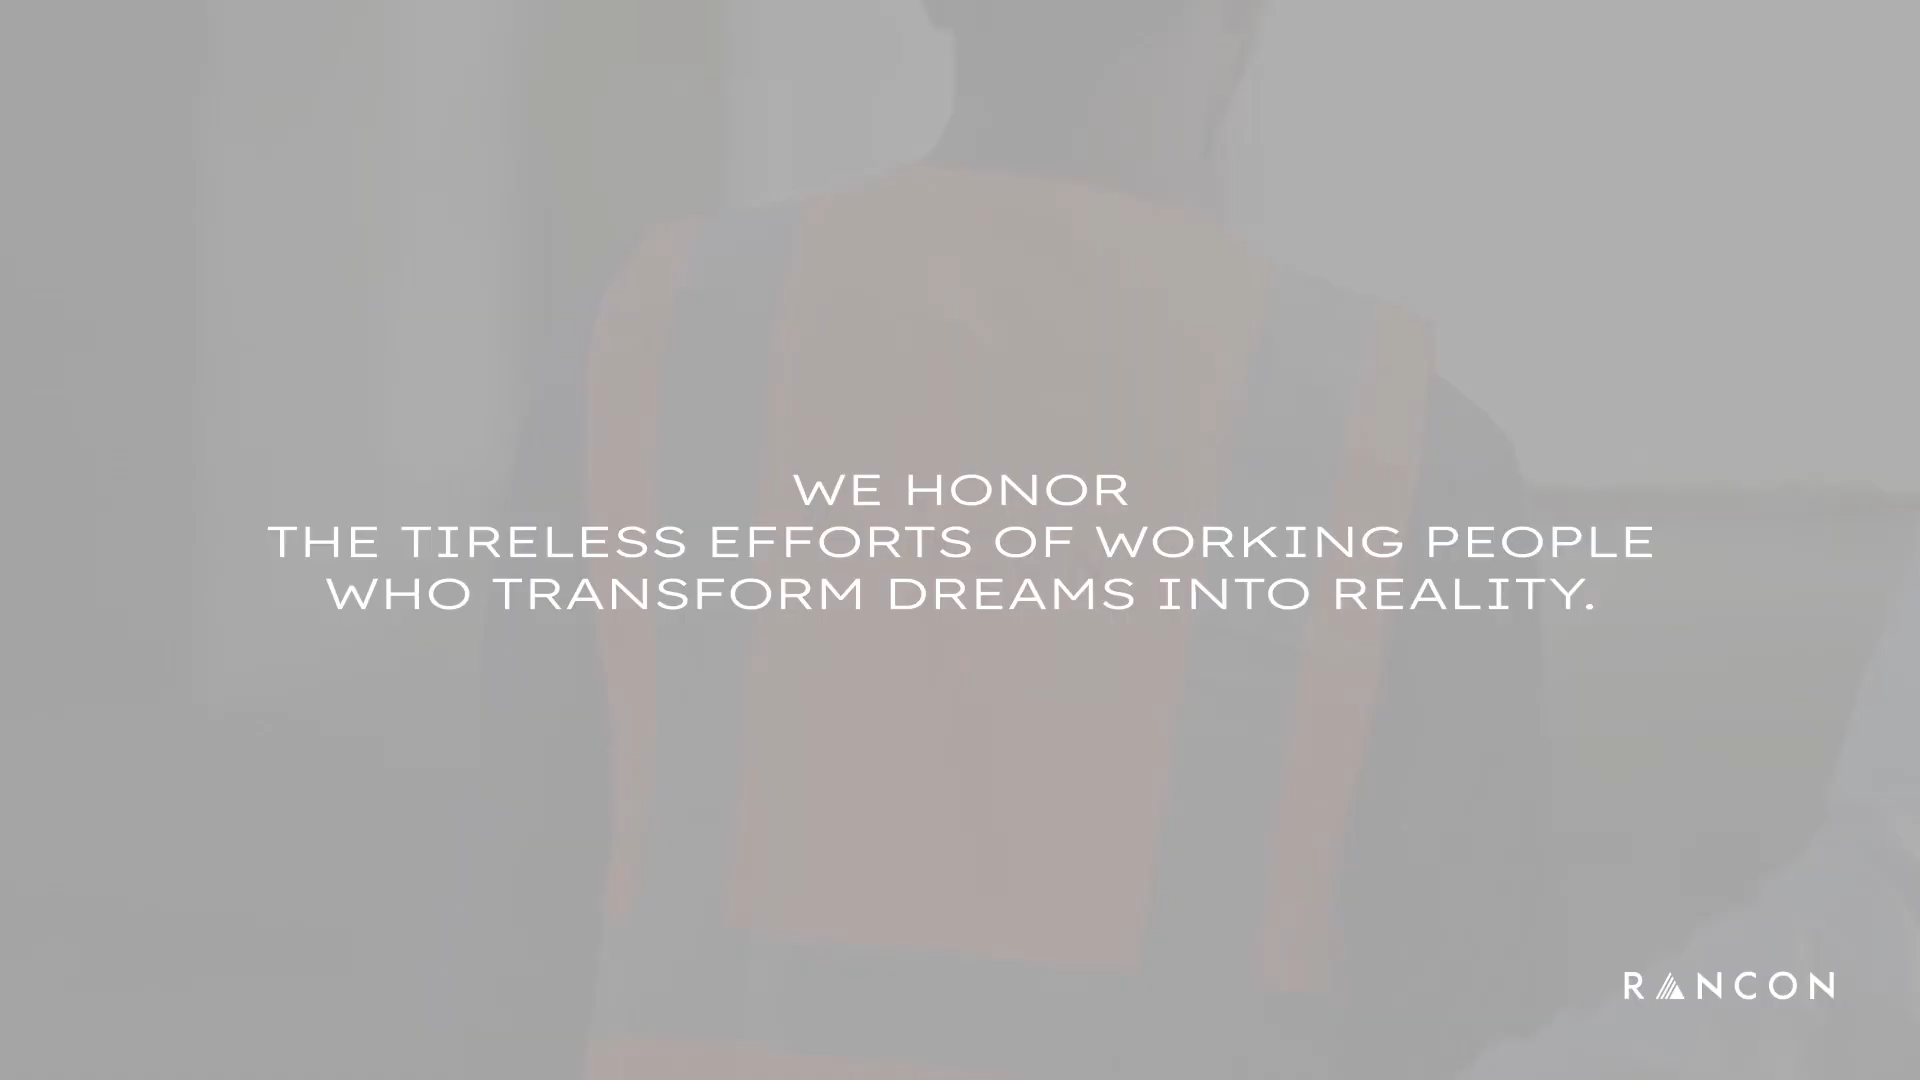 WE HONOR
THE TIRELESS EFFORTS OF WORKING PEOPLE
WHO TRANSFORM DREAMS INTO REALITY.
RANCON